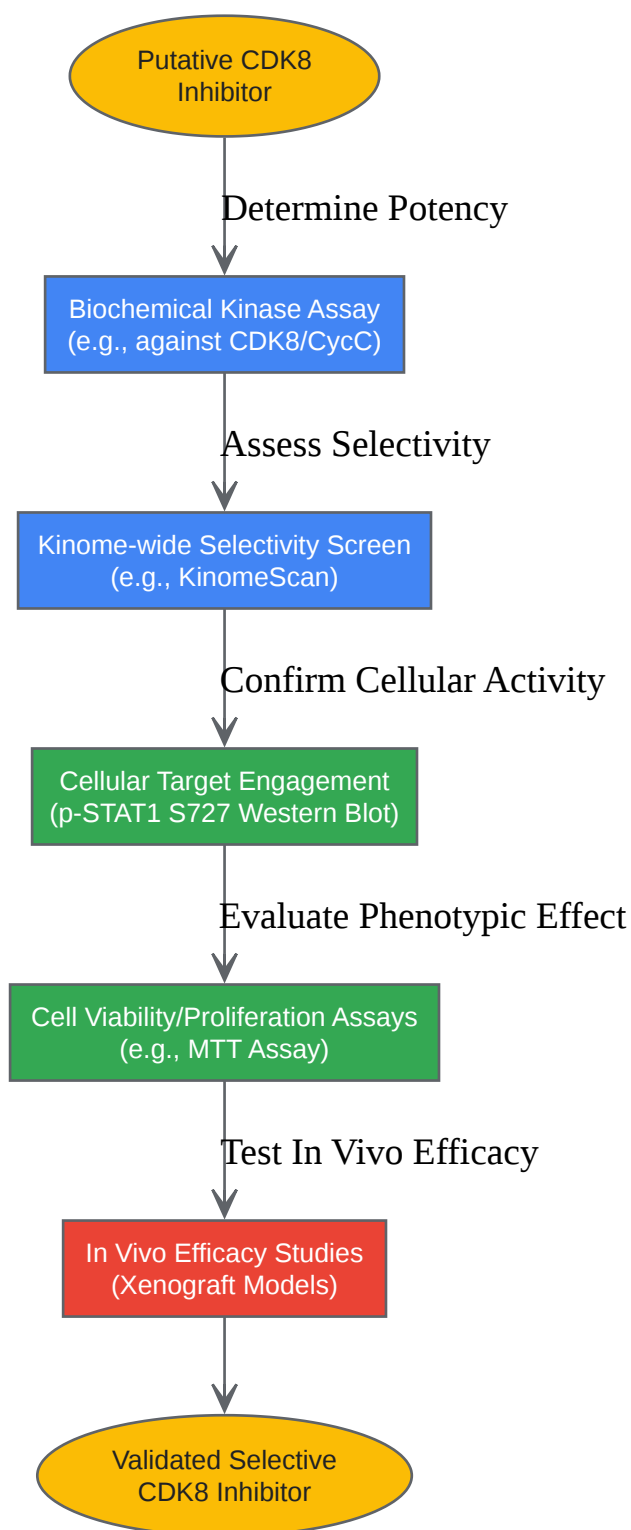 Putative CDK8
Inhibitor
Determine Potency
Biochemical Kinase Assay
(e.g., against CDK8/CycC)
Assess Selectivity
Kinome-wide Selectivity Screen
(e.g., KinomeScan)
Confirm Cellular Activity
Cellular Target Engagement
(p-STAT1 S727 Western Blot)
Evaluate Phenotypic Effect
Cell Viability/Proliferation Assays
(e.g., MTT Assay)
Test In Vivo Efficacy
In Vivo Efficacy Studies
(Xenograft Models)
Validated Selective
CDK8 Inhibitor